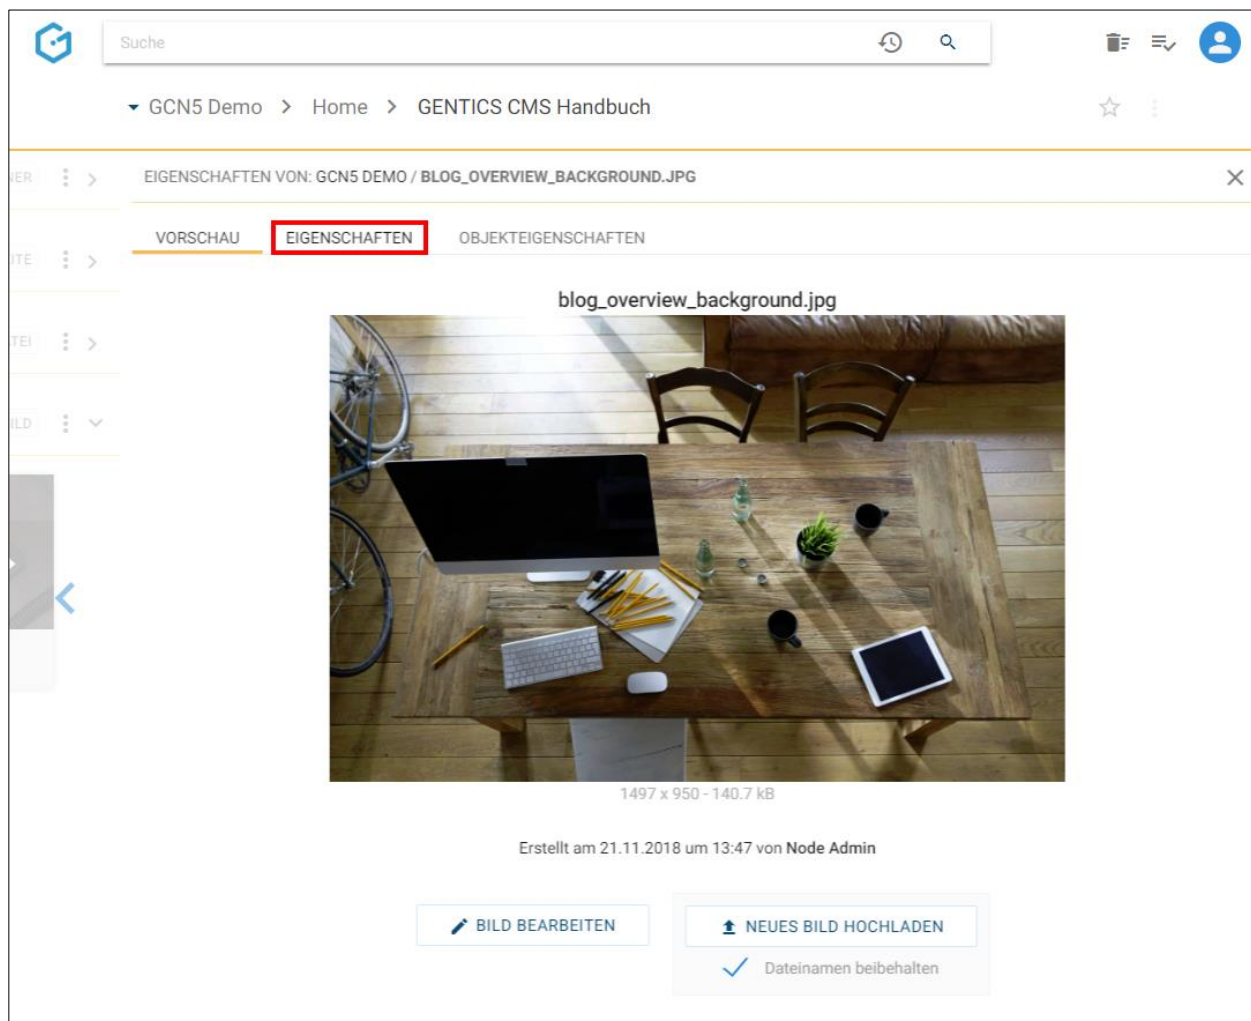 Suche
GCN5 Demo > Home > GENTICS CMS Handbuch
EIGENSCHAFTEN VON: GCN5 DEMO / BLOG_OVERVIEW_BACKGROUND.JPG
VORSCHAU EIGENSCHAFTEN OBJEKTEIGENSCHAFTEN
blog_overview_background.jpg
1497 x 950 - 140.7 kB
Erstellt am 21.11.2018 um 13:47 von Node Admin
BILD BEARBEITEN
NEUES BILD HOCHLADEN
Dateinamen beibehalten